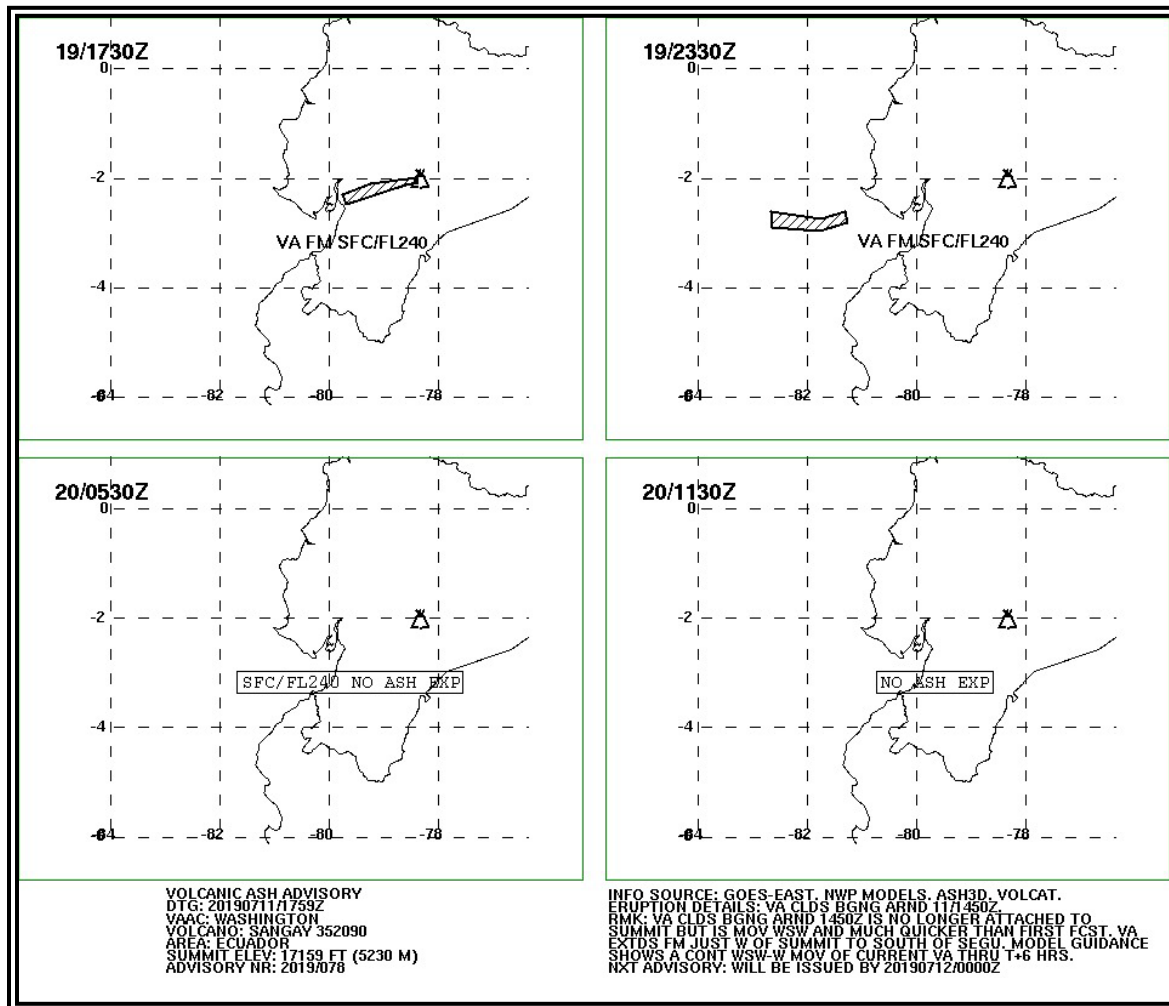 19/1730Z
0
-2
VA FM SFC/FL240
-4
-84 -82 -80 -78
19/2330Z
0
-2
VA FM SFC/FL240
-4
-84 -82 -80 -78
20/0530Z
0
-2
SFC/FL240 NO ASH EXP
-4
-84 -82 -80 -78
20/1130Z
0
-2
NO ASH EXP
-4
-84 -82 -80 -78
VOLCANIC ASH ADVISORY
DTG: 20190711/1759Z
VAAC: WASHINGTON
VOLCANO: SANGAY 352090
AREA: ECUADOR
SUMMIT ELEV: 17159 FT (5230 M)
ADVISORY NR: 2019/078
INFO SOURCE: GOES-EAST. NWP MODELS. ASH3D. VOLCAT.
ERUPTION DETAILS: VA CLDS BGNG ARND 11/1450Z.
RMK: VA CLDS BGNG ARND 1450Z IS NO LONGER ATTACHED TO
SUMMIT BUT IS MOV WSW AND MUCH QUICKER THAN FIRST FCST. VA
EXTDS FM JUST W OF SUMMIT TO SOUTH OF SEGU. MODEL GUIDANCE
SHOWS A CONT WSW-W MOV OF CURRENT VA THRU T+6 HRS.
NXT ADVISORY: WILL BE ISSUED BY 20190712/0000Z